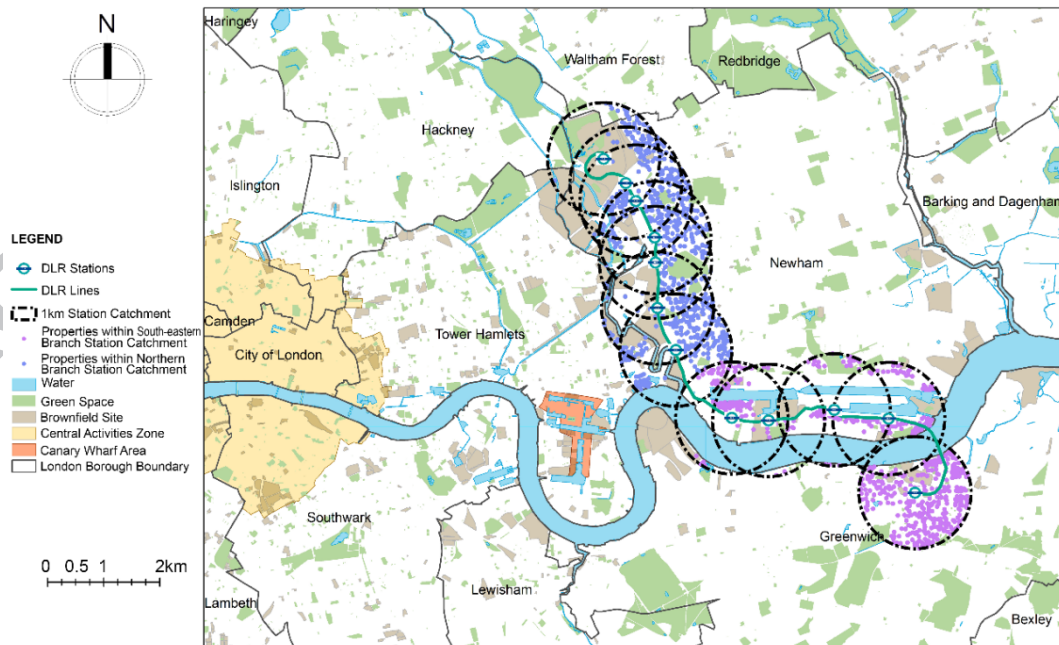 N
LEGEND
DLR Stations
DLR Lines
1km Station Catchment
Properties within South-eastern
Branch Station Catchment
Properties within Northern
Branch Station Catchment
Water
Green Space
Brownfield Site
Central Activities Zone
Canary Wharf Area
London Borough Boundary
0 0.5 1 2km
Haringey
Waltham Forest
Redbridge
Hackney
Islington
Barking and Dagenham
Newham
Camden
Tower Hamlets
City of London
Southwark
Greenwich
Lewisham
Lambeth
Bexley